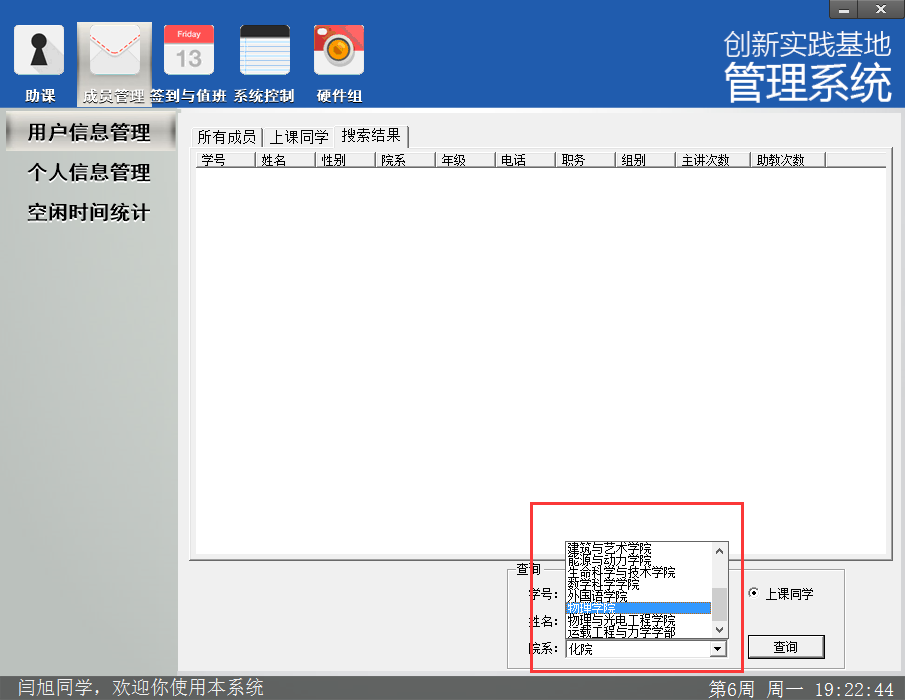 创新实践基地
管理系统
Friday
13
助课 成员管理 签到与值班 系统控制 硬件组
用户信息管理
个人信息管理
空闲时间统计
所有成员 上课同学 搜索结果
学号 姓名 性别 院系 年级 电话 职务 组别 主讲次数 助教次数
查询
建筑与艺术学院
能源与动力学院
生命科学与技术学院
数学科学学院
外国语学院
物理学院
物理与光电工程学院
运载工程与力学学部
学号：
上课同学
姓名：
院系： 化院
查询
闫旭同学，欢迎你使用本系统
第6周 周一 19:22:44